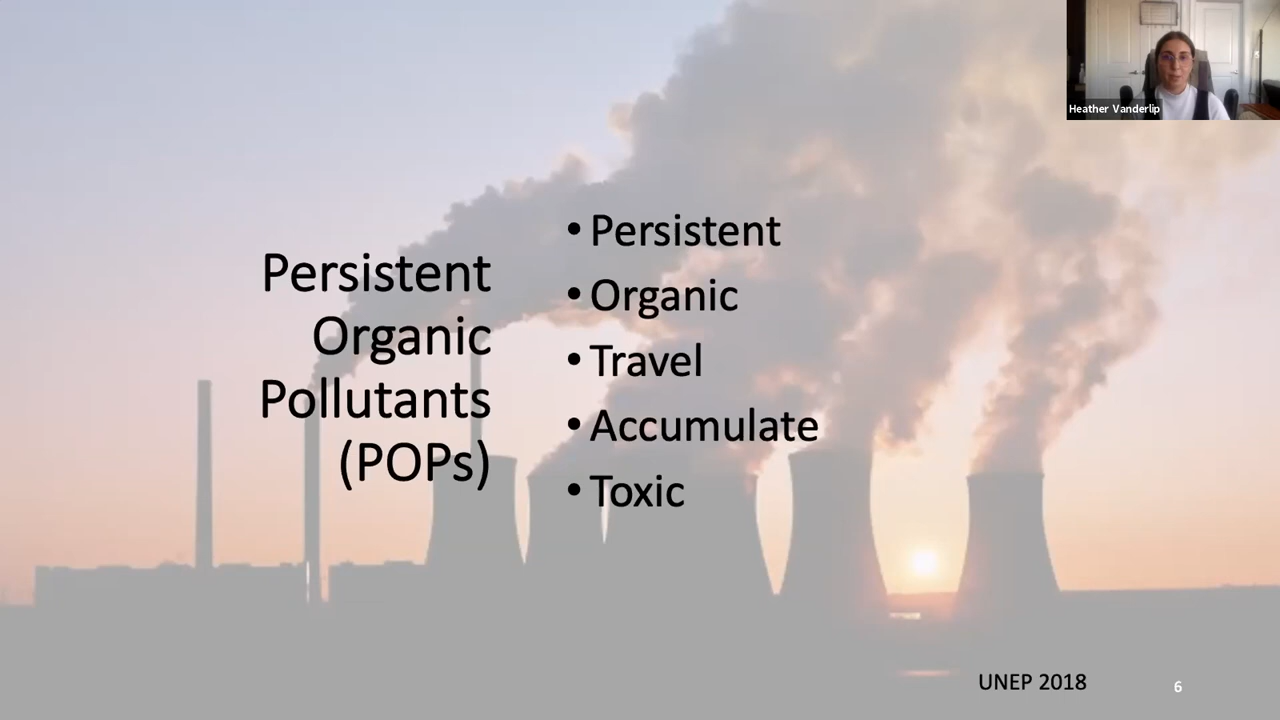 Heather Vanderlip
Persistent
Organic
Pollutants
(POPs)
• Persistent
• Organic
• Travel
• Accumulate
• Toxic
UNEP 2018
6